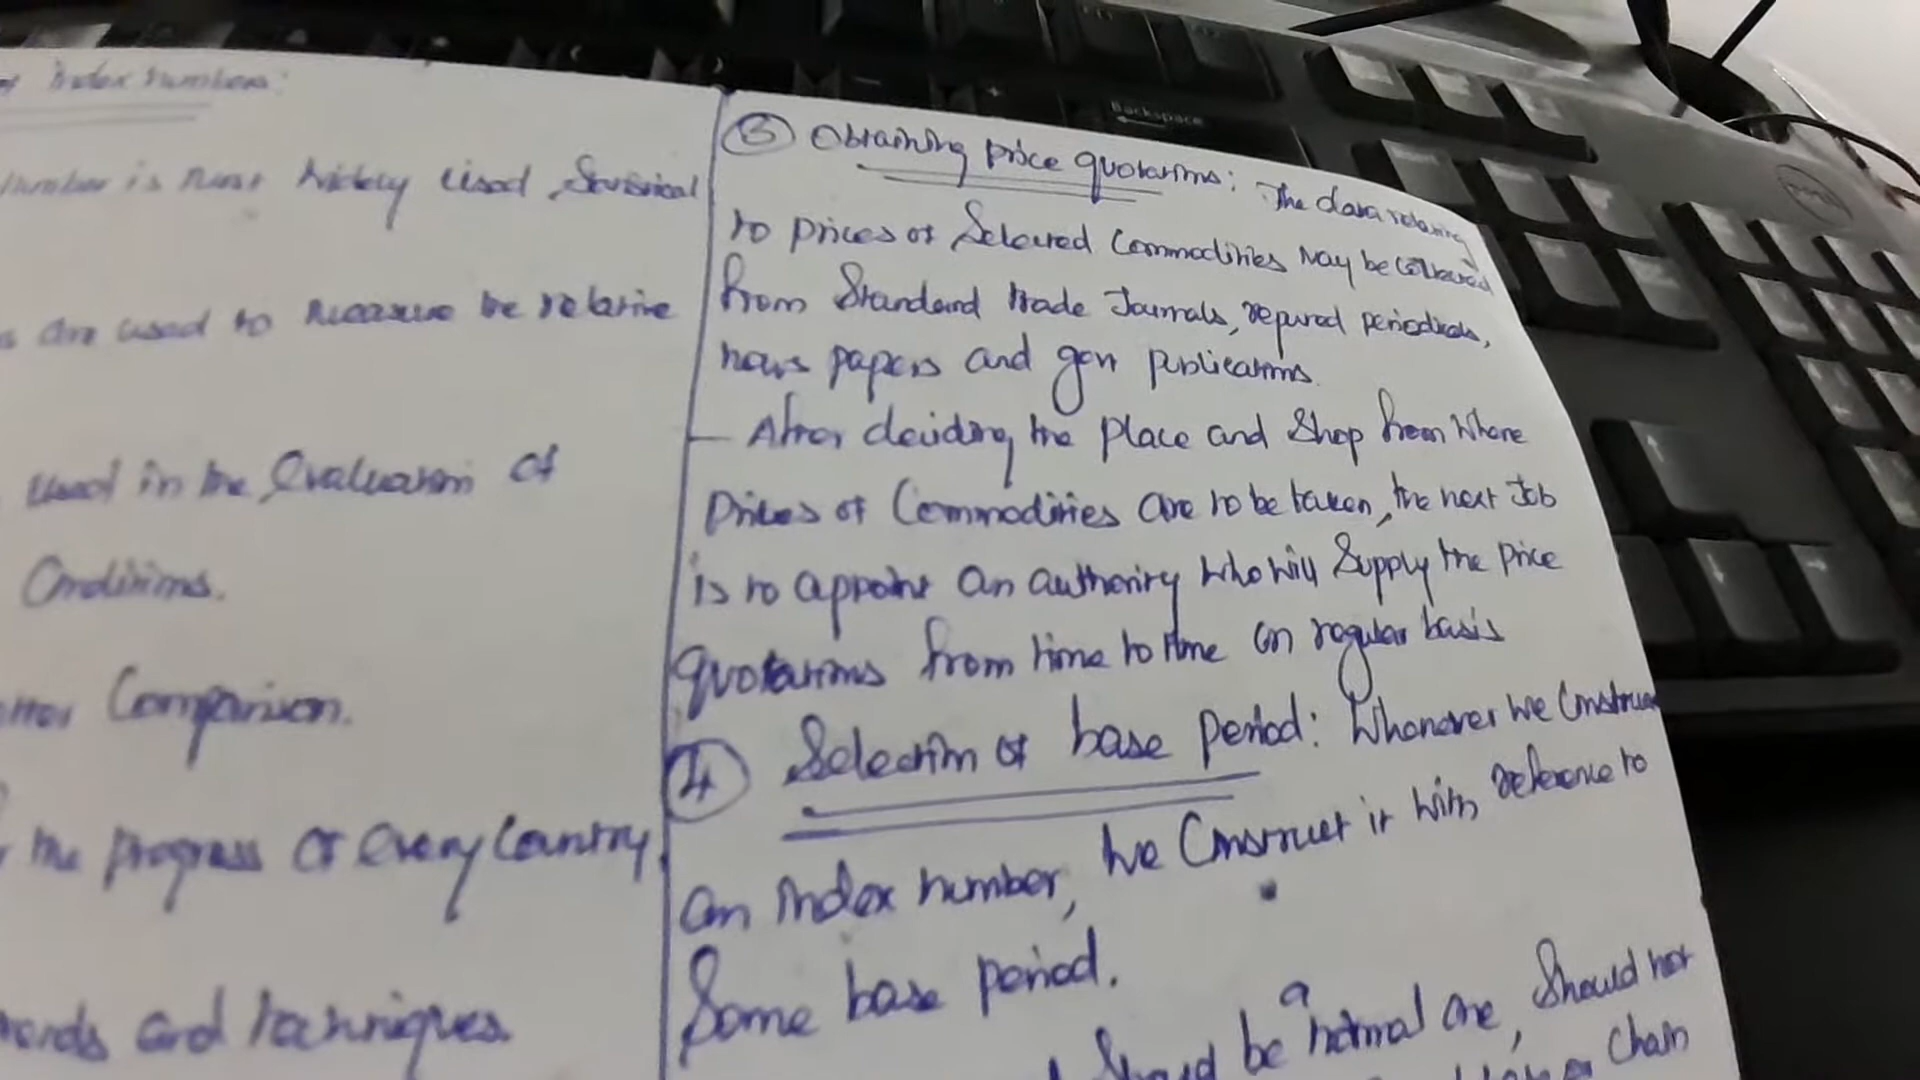 Index numbers:
number is most widely used Statistical
are used to measure the relative
used in the Evaluation of
Conditions.
Comparison.
the progress of every Country.
and techniques.
③ Obtaining price quotations: The data relating
to prices of Selected Commodities may be Collected
from Standard trade Journals, reputed periodicals,
news papers and gov publications.
— After deciding the place and Shop from where
Prices of Commodities are to be taken, the next Job
is to appoint an authority who will Supply the price
quotations from time to time on regular basis
④ Selection of base period: Whenever we Construct
an index number, we Construct it with reference to
Some base period.
Should be a normal one, Should not
chain
Backspace
DELL